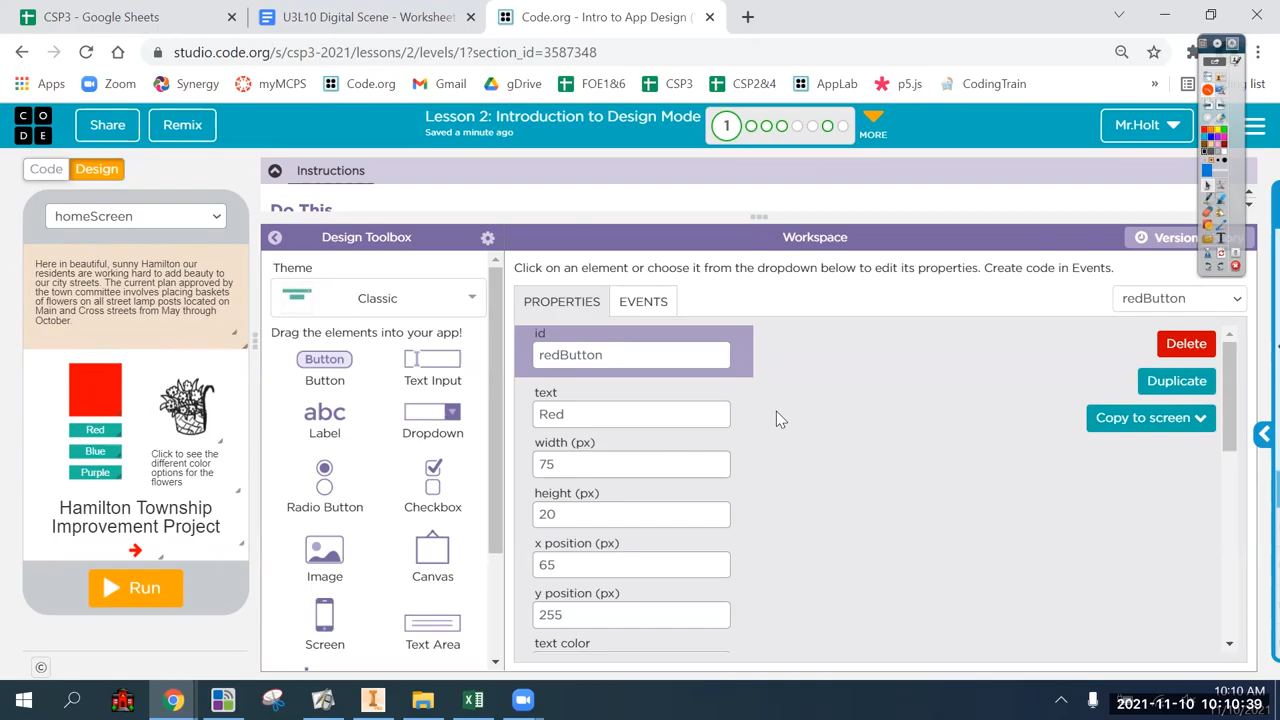 CSP3 - Google Sheets
U3L10 Digital Scene - Worksheet
Code.org - Intro to App Design (
studio.code.org/s/csp3-2021/lessons/2/levels/1?section_id=3587348
Apps
Zoom
Synergy
myMCPS
Code.org
Gmail
gDrive
FOE1&6
CSP3
CSP2&4
AppLab
p5.js
CodingTrain
»
ng list
CO
DE
Share
Remix
Lesson 2: Introduction to Design Mode
Saved a minute ago
1
MORE
Mr.Holt
Code
Design
Instructions
Do This
homeScreen
Design Toolbox
Workspace
Versio
Here in beautiful, sunny Hamilton our
residents are working hard to add beauty to
our city streets. The current plan approved by
the town committee involves placing baskets
of flowers on all street lamp posts located on
Main and Cross streets from May through
October.
Red
Blue
Purple
Click to see the
different color
options for the
flowers
Hamilton Township
Improvement Project
Run
Theme
Classic
Drag the elements into your app!
Button
Button
Text Input
abc
Label
Dropdown
Radio Button
Checkbox
Image
Canvas
Screen
Text Area
Click on an element or choose it from the dropdown below to edit its properties. Create code in Events.
PROPERTIES
EVENTS
redButton
id
redButton
text
Red
width (px)
75
height (px)
20
x position (px)
65
y position (px)
255
text color
Delete
Duplicate
Copy to screen
©
10:10 AM
2021-11-10 10:10:39